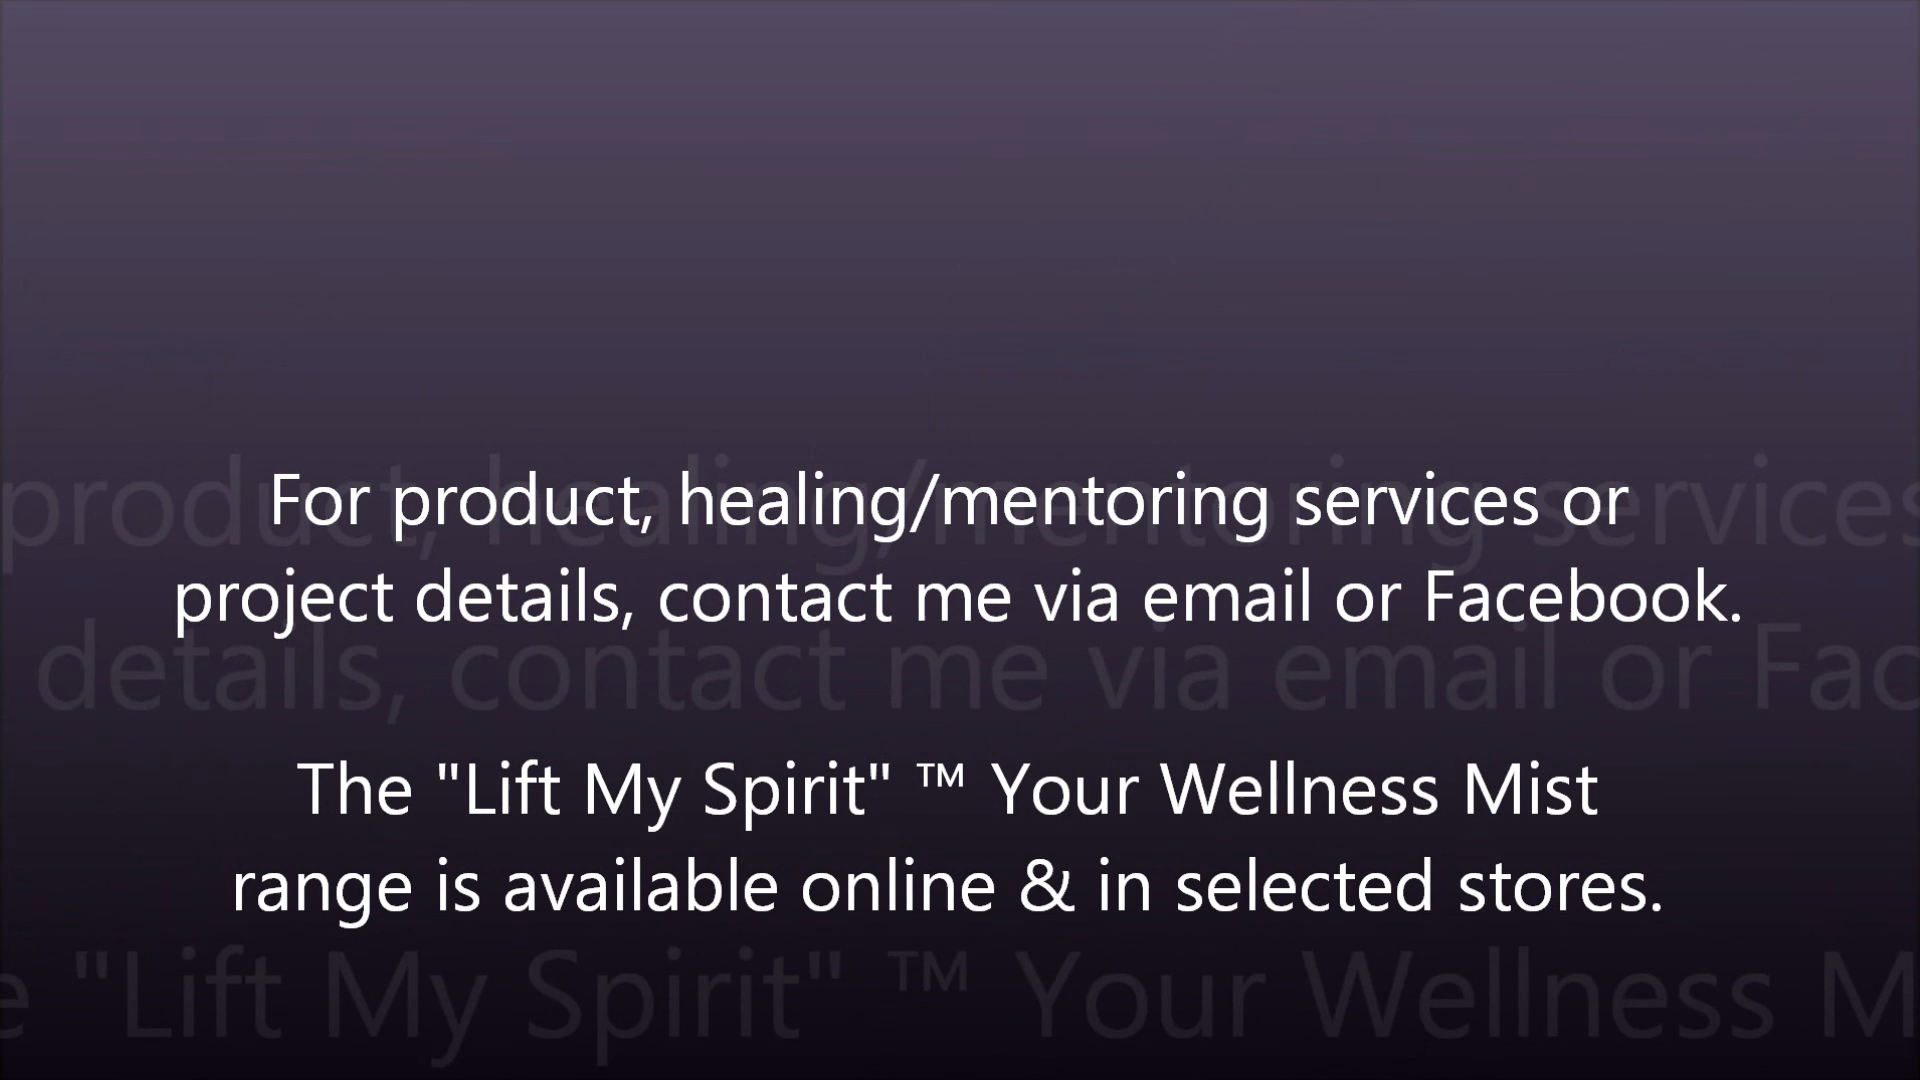 For product, healing/mentoring services or
project details, contact me via email or Facebook.
The "Lift My Spirit" ™ Your Wellness Mist
range is available online & in selected stores.